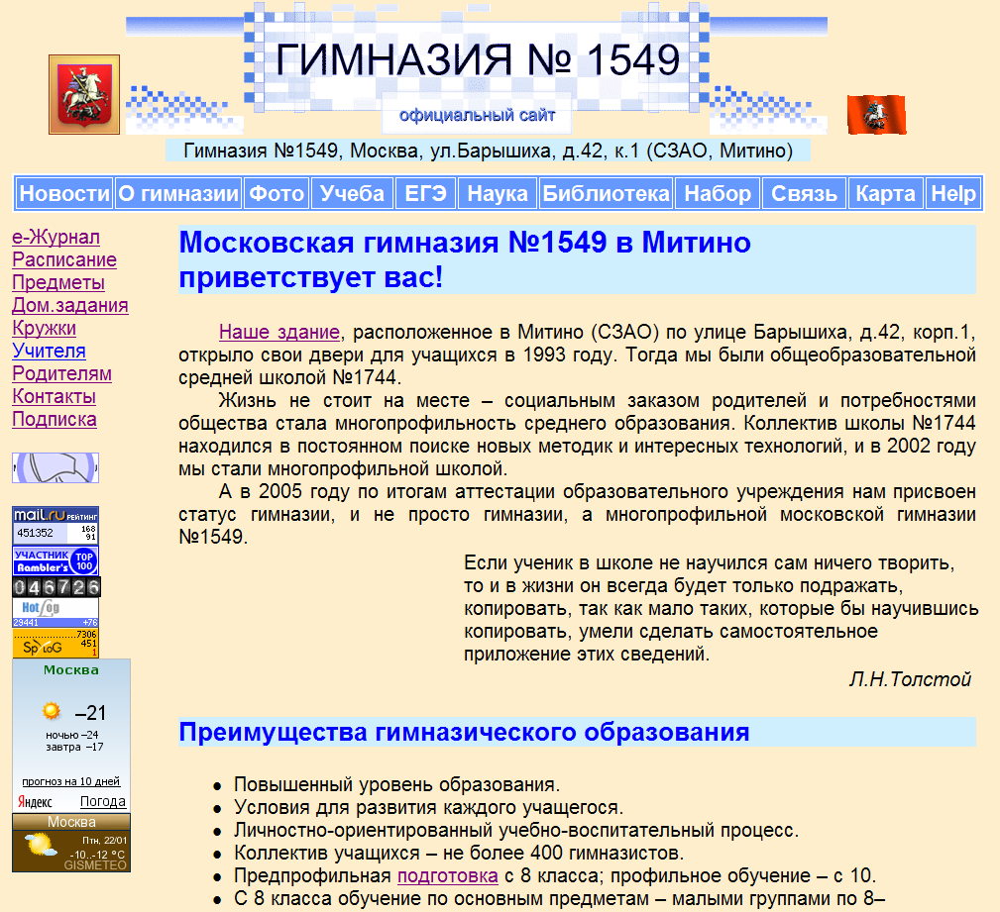 ГИМНАЗИЯ № 1549
официальный сайт
Гимназия №1549, Москва, ул.Барышиха, д.42, к.1 (СЗАО, Митино)
Новости О гимназии Фото Учеба ЕГЭ Наука Библиотека Набор Связь Карта Help
е-Журнал
Расписание
Предметы
Дом.задания
Кружки
Учителя
Родителям
Контакты
Подписка
mail.ru рейтинг
451352 168
91
УЧАСТНИК TOP
Rambler's 100
046726
HotLog
29441 +76
7306
SpyLOG 451
1
Москва
–21
ночью –24
завтра –17
прогноз на 10 дней
Яндекс Погода
Москва
Птн, 22/01
-10..-12 °C
GISMETEO
Московская гимназия №1549 в Митино
приветствует вас!
Наше здание, расположенное в Митино (СЗАО) по улице Барышиха, д.42, корп.1,
открыло свои двери для учащихся в 1993 году. Тогда мы были общеобразовательной
средней школой №1744.
Жизнь не стоит на месте – социальным заказом родителей и потребностями
общества стала многопрофильность среднего образования. Коллектив школы №1744
находился в постоянном поиске новых методик и интересных технологий, и в 2002 году
мы стали многопрофильной школой.
А в 2005 году по итогам аттестации образовательного учреждения нам присвоен
статус гимназии, и не просто гимназии, а многопрофильной московской гимназии
№1549.
Если ученик в школе не научился сам ничего творить,
то и в жизни он всегда будет только подражать,
копировать, так как мало таких, которые бы научившись
копировать, умели сделать самостоятельное
приложение этих сведений.
Л.Н.Толстой
Преимущества гимназического образования
● Повышенный уровень образования.
● Условия для развития каждого учащегося.
● Личностно-ориентированный учебно-воспитательный процесс.
● Коллектив учащихся – не более 400 гимназистов.
● Предпрофильная подготовка с 8 класса; профильное обучение – с 10.
● С 8 класса обучение по основным предметам – малыми группами по 8–